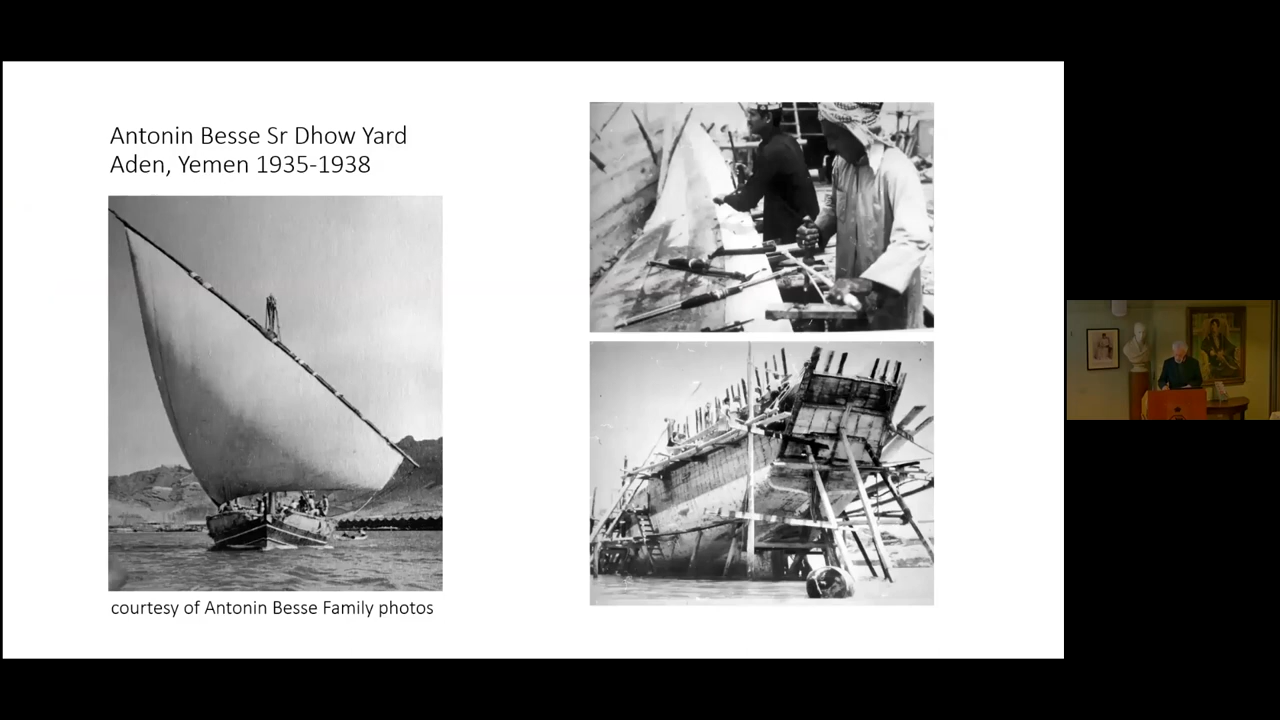 Antonin Besse Sr Dhow Yard
Aden, Yemen 1935-1938
courtesy of Antonin Besse Family photos